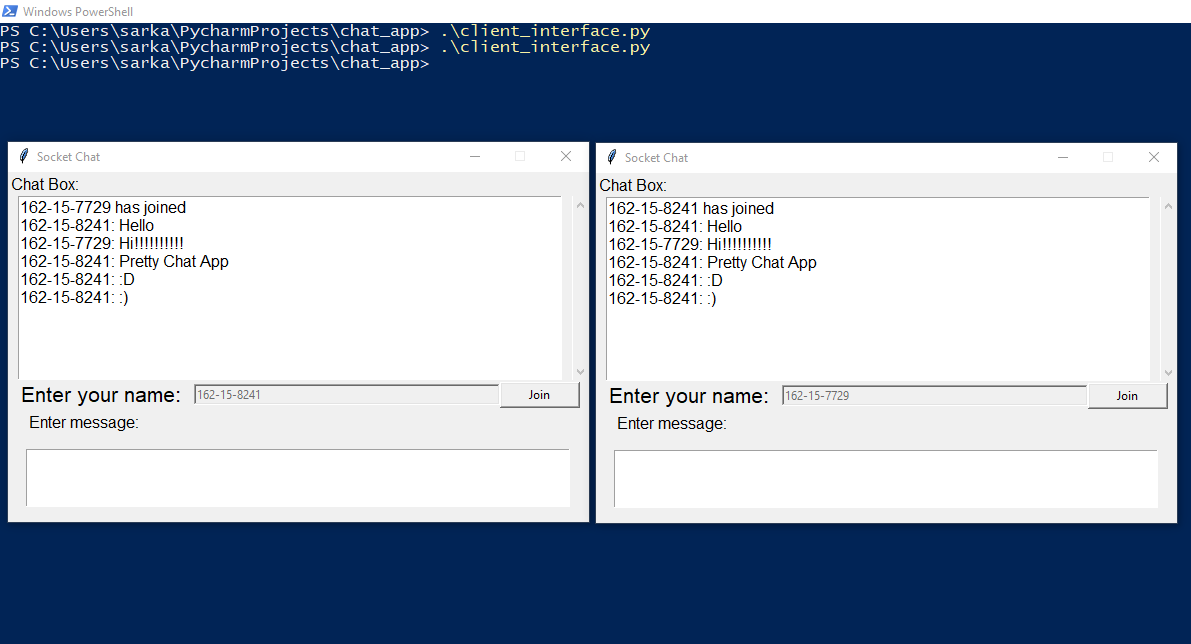 Windows PowerShell
PS C:\Users\sarka\PycharmProjects\chat_app> .\client_interface.py
PS C:\Users\sarka\PycharmProjects\chat_app> .\client_interface.py
PS C:\Users\sarka\PycharmProjects\chat_app>
Socket Chat
Chat Box:
162-15-7729 has joined
162-15-8241: Hello
162-15-7729: Hi!!!!!!!!!!
162-15-8241: Pretty Chat App
162-15-8241: :D
162-15-8241: :)
Enter your name: 162-15-8241 Join
Enter message:
Socket Chat
Chat Box:
162-15-8241 has joined
162-15-8241: Hello
162-15-7729: Hi!!!!!!!!!!
162-15-8241: Pretty Chat App
162-15-8241: :D
162-15-8241: :)
Enter your name: 162-15-7729 Join
Enter message: